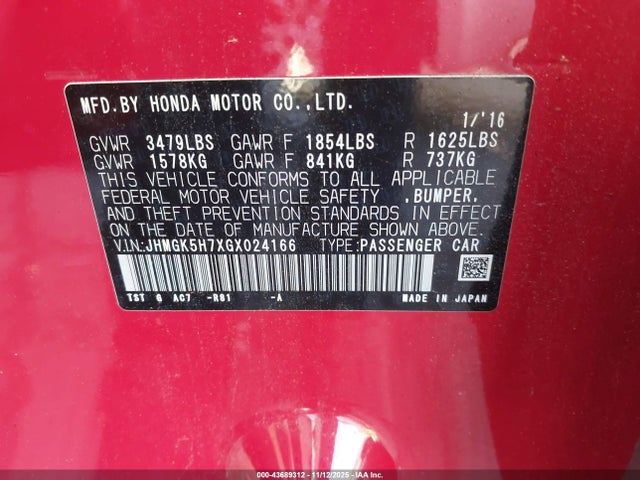 MFD.BY HONDA MOTOR CO.,LTD.
1/'16
GVWR 3479LBS GAWR F 1854LBS R 1625LBS
GVWR 1578KG GAWR F 841KG R 737KG
THIS VEHICLE CONFORMS TO ALL APPLICABLE
FEDERAL MOTOR VEHICLE SAFETY ,BUMPER,
AND THEFT PREVENTION STANDARDS IN EFFECT
ON THE DATE OF MANUFACTURE SHOWN ABOVE.
V.I.N:JHMGK5H7XGX024166 TYPE:PASSENGER CAR
TST G AC7 -R81 -A MADE IN JAPAN
000-43689312 - 11/12/2025 - IAA Inc.